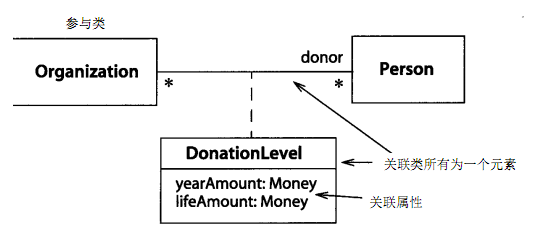 参与类
Organization
donor
Person
*
*
DonationLevel
yearAmount: Money
lifeAmount: Money
关联类所有为一个元素
关联属性